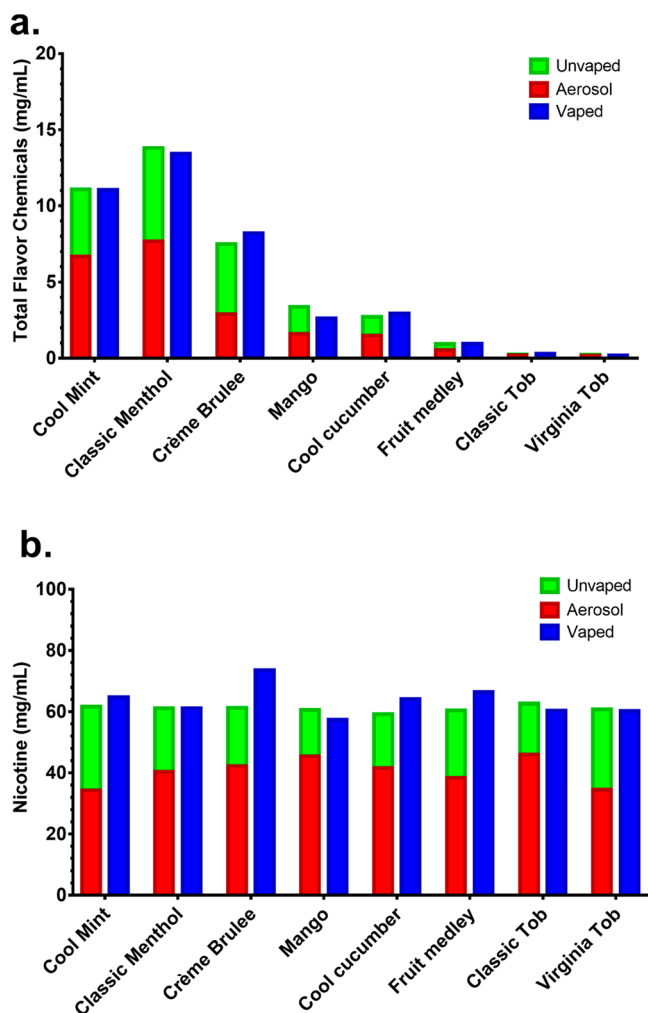 a.
Total Flavor Chemicals (mg/mL)
20
15
10
5
0
Unvaped
Aerosol
Vaped
Cool Mint
Classic Menthol
Crème Brulee
Mango
Cool cucumber
Fruit medley
Classic Tob
Virginia Tob
b.
Nicotine (mg/mL)
100
80
60
40
20
0
Unvaped
Aerosol
Vaped
Cool Mint
Classic Menthol
Crème Brulee
Mango
Cool cucumber
Fruit medley
Classic Tob
Virginia Tob